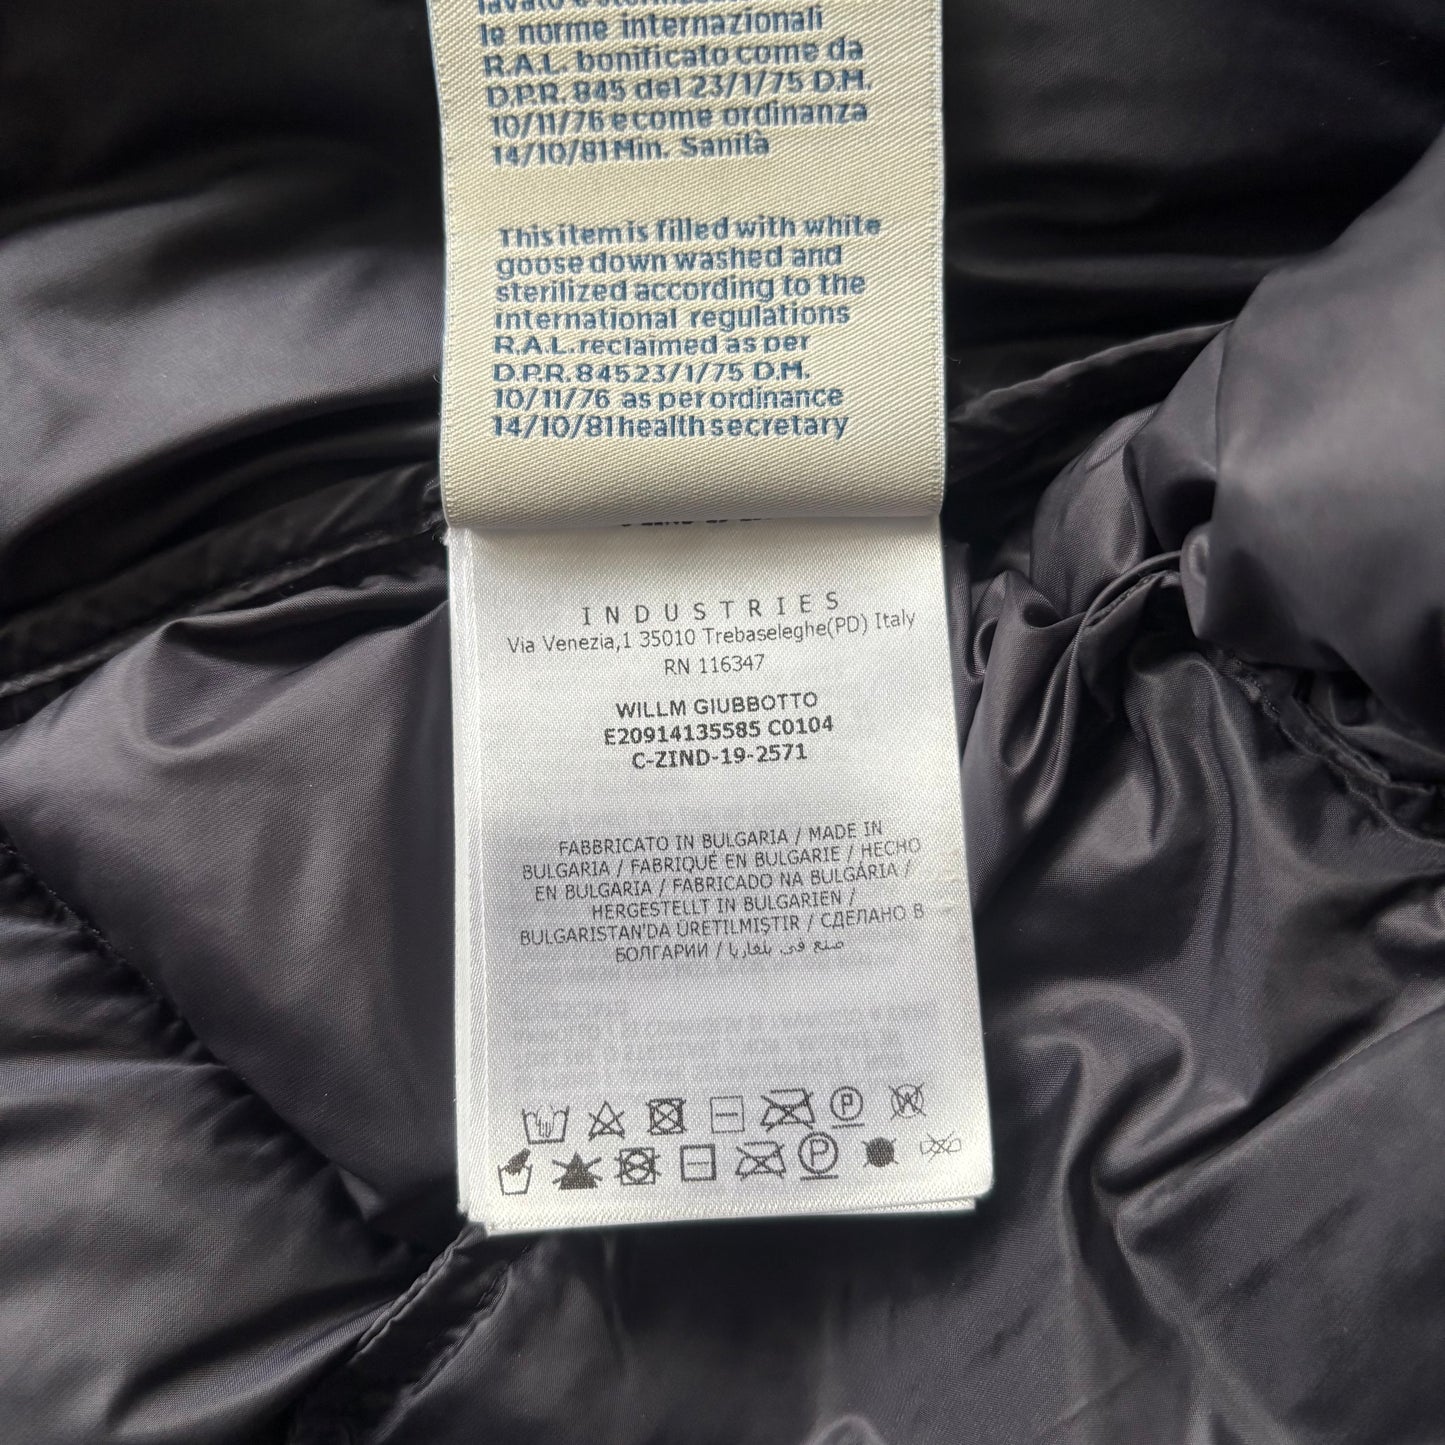 lavato e sterilizzato
le norme internazionali
R.A.L. bonificato come da
D.P.R. 845 del 23/1/75 D.M.
10/11/76 e come ordinanza
14/10/81 Min. Sanità
This item is filled with white
goose down washed and
sterilized according to the
international regulations
R.A.L. reclaimed as per
D.P.R. 845 23/1/75 D.M.
10/11/76 as per ordinance
14/10/81 health secretary
INDUSTRIES
Via Venezia,1 35010 Trebaseleghe(PD) Italy
RN 116347
WILLM GIUBBOTTO
E20914135585 C0104
C-ZIND-19-2571
FABBRICATO IN BULGARIA / MADE IN
BULGARIA / FABRIQUÉ EN BULGARIE / HECHO
EN BULGARIA / FABRICADO NA BULGÁRIA /
HERGESTELLT IN BULGARIEN /
BULGARISTAN'DA ÜRETILMIŞTIR / СДЕЛАНО В
БОЛГАРИИ / صنع في بلغاريا